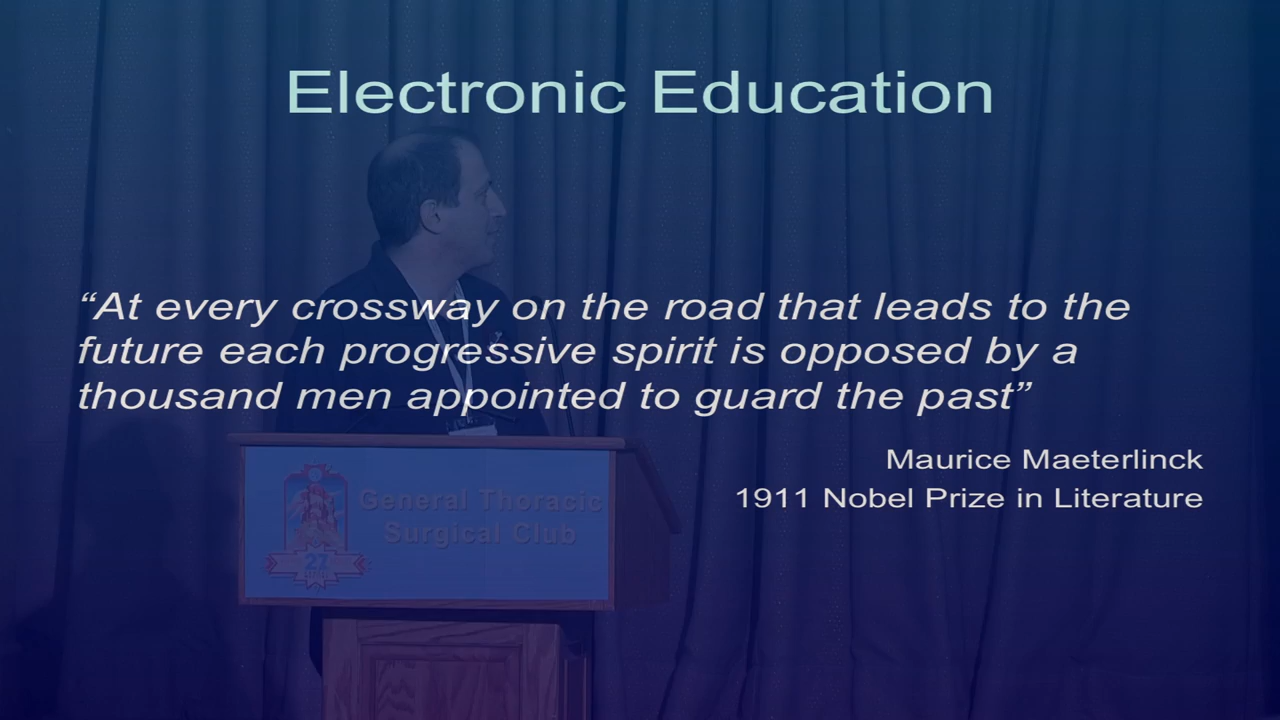 Electronic Education
“At every crossway on the road that leads to the
future each progressive spirit is opposed by a
thousand men appointed to guard the past”
Maurice Maeterlinck
1911 Nobel Prize in Literature
General Thoracic
Surgical Club
27